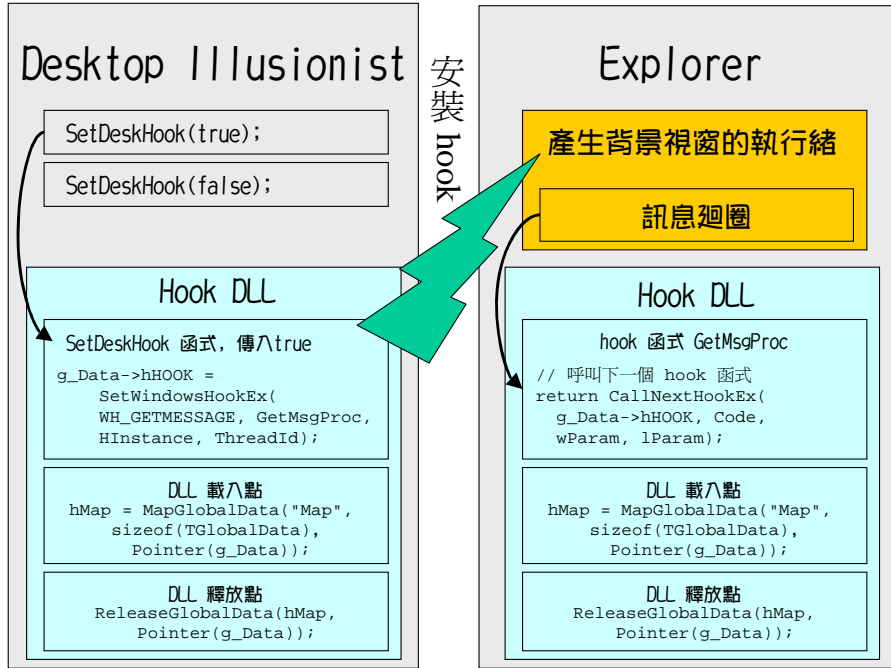 Desktop Illusionist
SetDeskHook(true);
SetDeskHook(false);
Hook DLL
SetDeskHook 函式, 傳入true
g_Data->hHOOK =
SetWindowsHookEx(
WH_GETMESSAGE, GetMsgProc,
HInstance, ThreadId);
DLL 載入點
hMap = MapGlobalData("Map",
sizeof(TGlobalData),
Pointer(g_Data));
DLL 釋放點
ReleaseGlobalData(hMap,
Pointer(g_Data));
安裝 hook
Explorer
產生背景視窗的執行緒
訊息迴圈
Hook DLL
hook 函式 GetMsgProc
// 呼叫下一個 hook 函式
return CallNextHookEx(
g_Data->hHOOK, Code,
wParam, lParam);
DLL 載入點
hMap = MapGlobalData("Map",
sizeof(TGlobalData),
Pointer(g_Data));
DLL 釋放點
ReleaseGlobalData(hMap,
Pointer(g_Data));